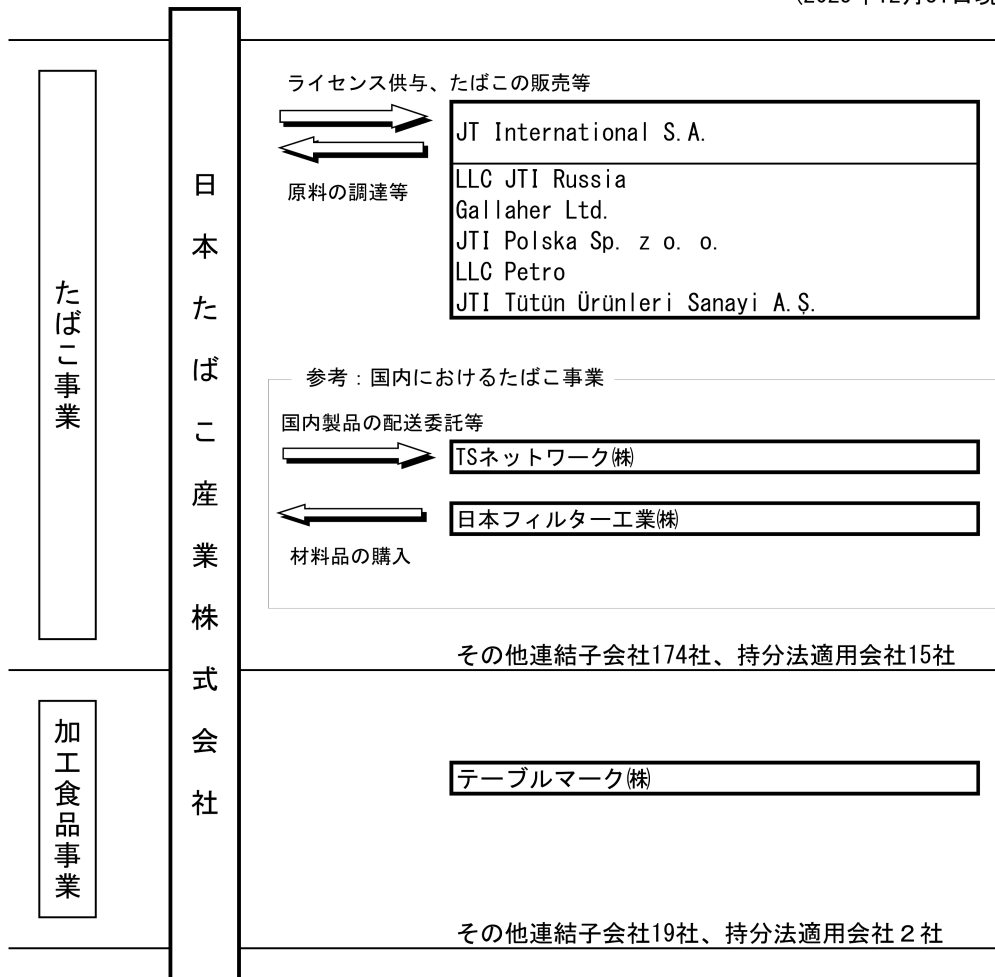 たばこ事業
日本たばこ産業株式会社
ライセンス供与、たばこの販売等
JT International S.A.
原料の調達等
LLC JTI Russia
Gallaher Ltd.
JTI Polska Sp. z o. o.
LLC Petro
JTI Tütün Ürünleri Sanayi A.Ş.
参考：国内におけるたばこ事業
国内製品の配送委託等
TSネットワーク㈱
日本フィルター工業㈱
材料品の購入
その他連結子会社174社、持分法適用会社15社
加工食品事業
テーブルマーク㈱
その他連結子会社19社、持分法適用会社２社